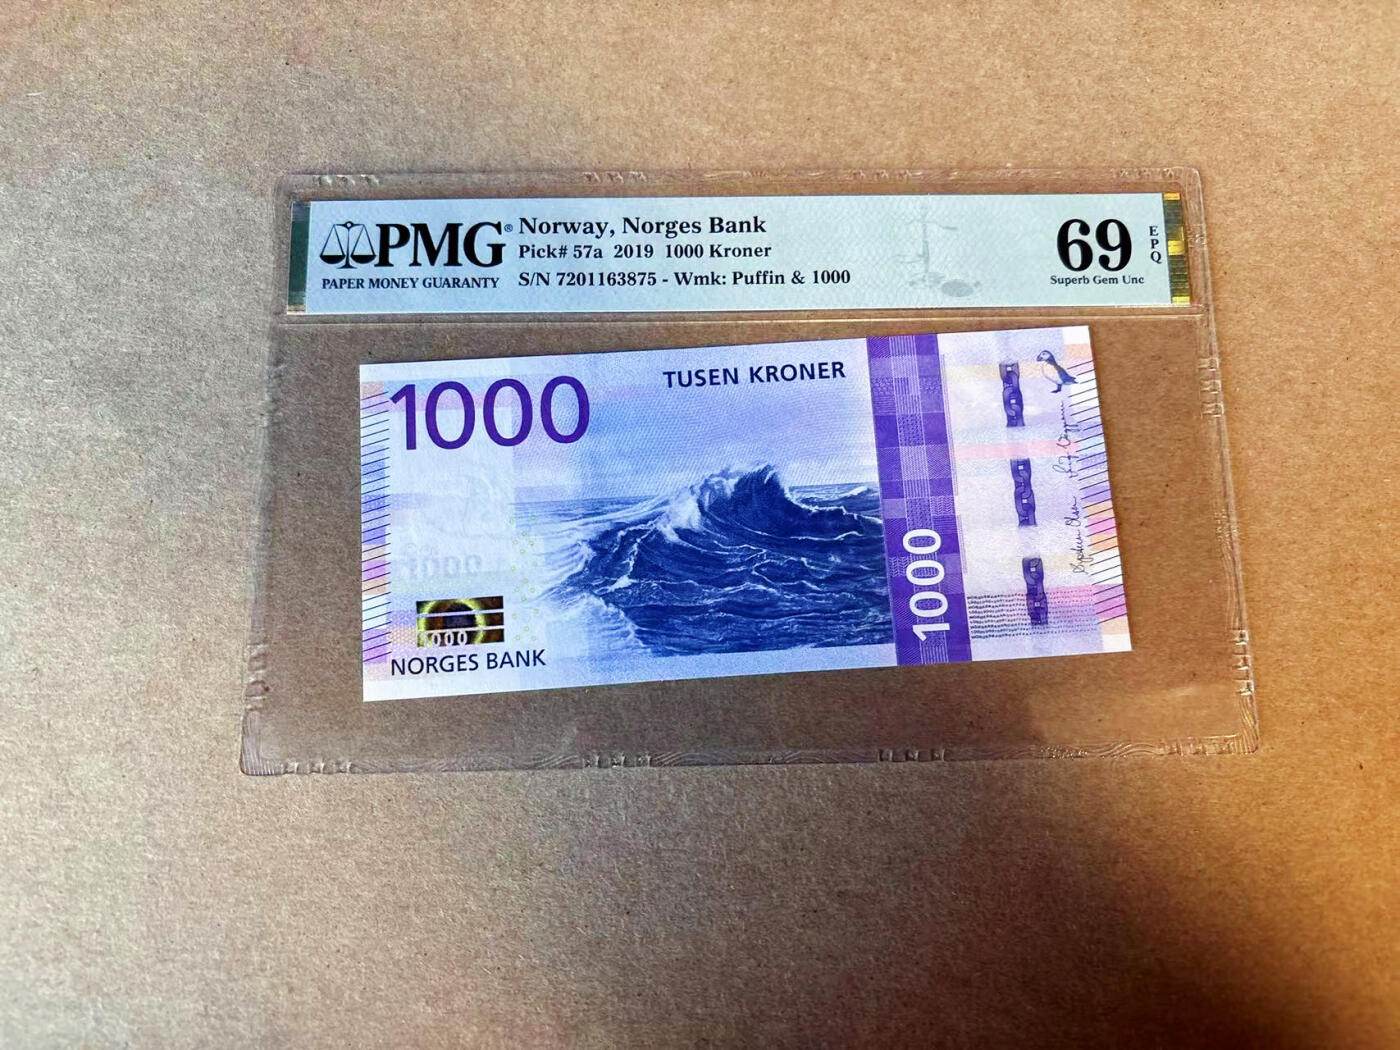 PMG®
PAPER MONEY GUARANTY
Norway, Norges Bank
Pick# 57a 2019 1000 Kroner
S/N 7201163875 - Wmk: Puffin & 1000
69
EPQ
Superb Gem Unc
1000
TUSEN KRONER
1000
1000
NORGES BANK